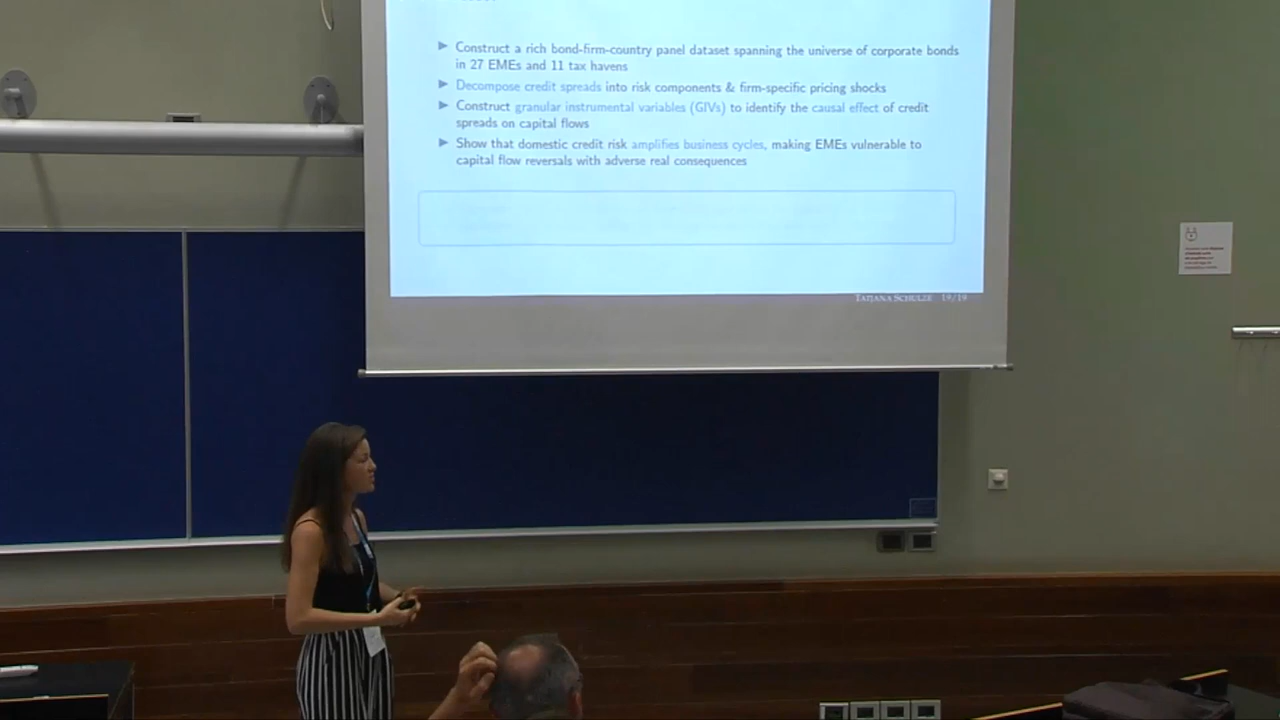 ► Construct a rich bond-firm-country panel dataset spanning the universe of corporate bonds
in 27 EMEs and 11 tax havens
► Decompose credit spreads into risk components & firm-specific pricing shocks
► Construct granular instrumental variables (GIVs) to identify the causal effect of credit
spreads on capital flows
► Show that domestic credit risk amplifies business cycles, making EMEs vulnerable to
capital flow reversals with adverse real consequences
TATJANA SCHULZE 19/19